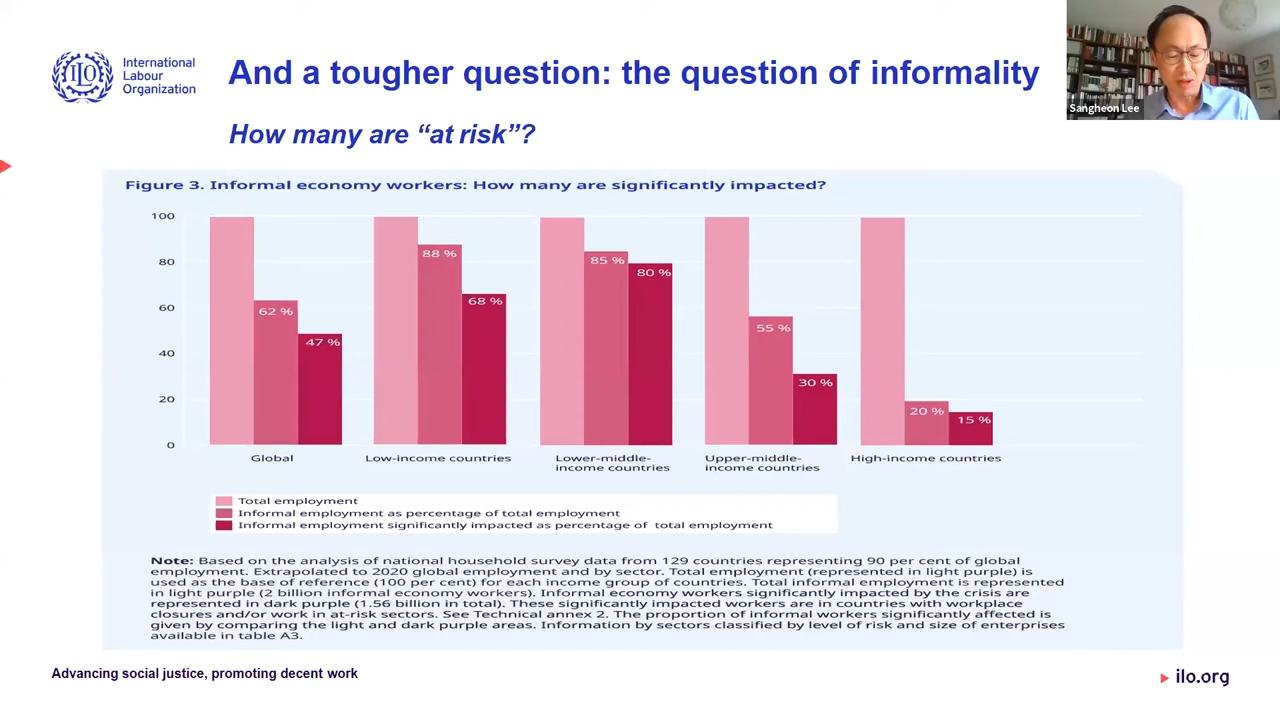 International
Labour
Organization
And a tougher question: the question of informality
Sangheon Lee
How many are “at risk”?
Figure 3. Informal economy workers: How many are significantly impacted?
100
80
60
40
20
0
62 %
47 %
88 %
68 %
85 %
80 %
55 %
30 %
20 %
15 %
Global
Low-income countries
Lower-middle-
income countries
Upper-middle-
income countries
High-income countries
Total employment
Informal employment as percentage of total employment
Informal employment significantly impacted as percentage of total employment
Note: Based on the analysis of national household survey data from 129 countries representing 90 per cent of global
employment. Extrapolated to 2020 global employment and by sector. Total employment (represented in light purple) is
used as the base of reference (100 per cent) for each income group of countries. Total informal employment is represented
in light purple (2 billion informal economy workers). Informal economy workers significantly impacted by the crisis are
represented in dark purple (1.56 billion in total). These significantly impacted workers are in countries with workplace
closures and/or work in at-risk sectors. See Technical annex 2. The proportion of informal workers significantly affected is
given by comparing the light and dark purple areas. Information by sectors classified by level of risk and size of enterprises
available in table A3.
Advancing social justice, promoting decent work
ilo.org